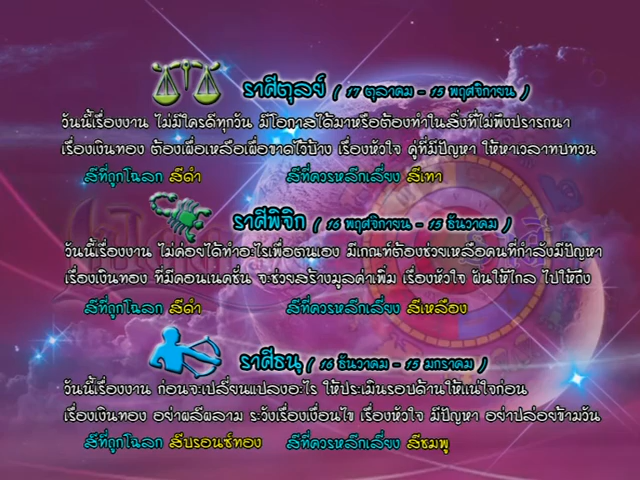 ราศีตุลย์ ( 17 ตุลาคม - 15 พฤศจิกายน )
วันนี้เรื่องงาน ไม่มีใครดีทุกวัน มีโอกาสได้มาหรือต้องทำในสิ่งที่ไม่พึงปรารถนา
เรื่องเงินทอง ต้องเผื่อเหลือเผื่อขาดไว้บ้าง เรื่องหัวใจ คู่ที่มีปัญหา ให้หาเวลาทบทวน
สีที่ถูกโฉลก สีดำ สีที่ควรหลีกเลี่ยง สีเทา
ราศีพิจิก ( 16 พฤศจิกายน - 15 ธันวาคม )
วันนี้เรื่องงาน ไม่ค่อยได้ทำอะไรเพื่อตนเอง มีเกณฑ์ต้องช่วยเหลือคนที่กำลังมีปัญหา
เรื่องเงินทอง ที่มีคอนเนคชั่น จะช่วยสร้างมูลค่าเพิ่ม เรื่องหัวใจ ฝันให้ไกล ไปให้ถึง
สีที่ถูกโฉลก สีดำ สีที่ควรหลีกเลี่ยง สีเหลือง
ราศีธนู ( 16 ธันวาคม - 15 มกราคม )
วันนี้เรื่องงาน ก่อนจะเปลี่ยนแปลงอะไร ให้ประเมินรอบด้านให้แน่ใจก่อน
เรื่องเงินทอง อย่าผลีผลาม ระวังเรื่องเงื่อนไข เรื่องหัวใจ มีปัญหา อย่าปล่อยข้ามวัน
สีที่ถูกโฉลก สีบรอนซ์ทอง สีที่ควรหลีกเลี่ยง สีชมพู